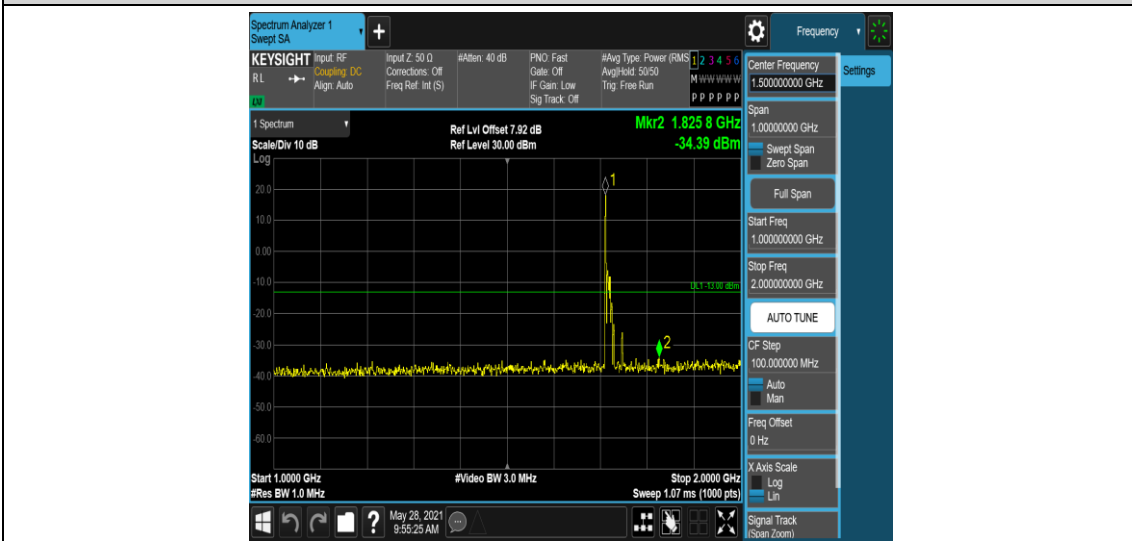 Spectrum Analyzer 1
Swept SA
+
Frequency
KEYSIGHT
Input: RF
Input Z: 50 Ω
#Atten: 40 dB
PNO: Fast
#Avg Type: Power (RMS
1 2 3 4 5 6
R L
Coupling: DC
Corrections: Off
Gate: Off
Avg|Hold: 50/50
M W W W W W
Align: Auto
Freq Ref: Int (S)
IF Gain: Low
Trig: Free Run
Sig Track: Off
P P P P P P
LXI
1 Spectrum
Ref Lvl Offset 7.92 dB
Mkr2 1.825 8 GHz
Scale/Div 10 dB
Ref Level 30.00 dBm
-34.39 dBm
Log
1
20.0
10.0
0.00
-10.0
DL1 -13.00 dBm
-20.0
-30.0
2
-40.0
-50.0
-60.0
Start 1.0000 GHz
#Video BW 3.0 MHz
Stop 2.0000 GHz
#Res BW 1.0 MHz
Sweep 1.07 ms (1000 pts)
?
May 28, 2021
9:55:25 AM
Center Frequency
1.500000000 GHz
Settings
Span
1.00000000 GHz
Swept Span
Zero Span
Full Span
Start Freq
1.000000000 GHz
Stop Freq
2.000000000 GHz
AUTO TUNE
CF Step
100.000000 MHz
Auto
Man
Freq Offset
0 Hz
X Axis Scale
Log
Lin
Signal Track
(Span Zoom)